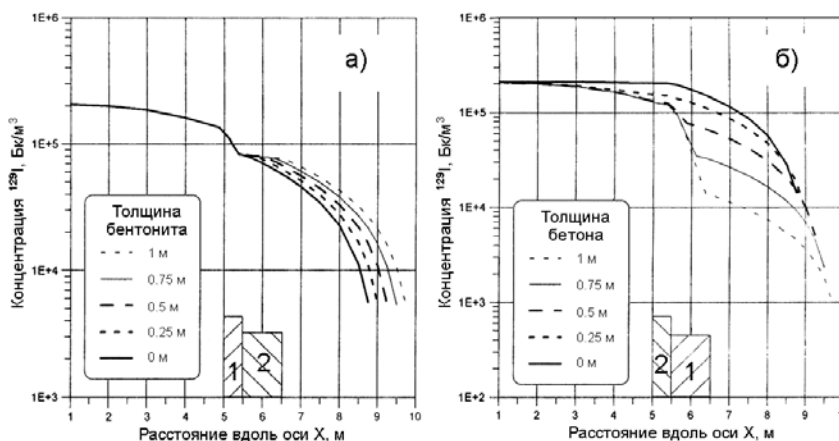 а)
Концентрация ¹²⁹I, Бк/м³
1E+6
1E+5
1E+4
1E+3
Толщина
бентонита
1 м
0.75 м
0.5 м
0.25 м
0 м
1
2
1 2 3 4 5 6 7 8 9 10
Расстояние вдоль оси X, м
б)
Концентрация ¹²⁹I, Бк/м³
1E+6
1E+5
1E+4
1E+3
1E+2
Толщина
бетона
1 м
0.75 м
0.5 м
0.25 м
0 м
2
1
1 2 3 4 5 6 7 8 9
Расстояние вдоль оси X, м